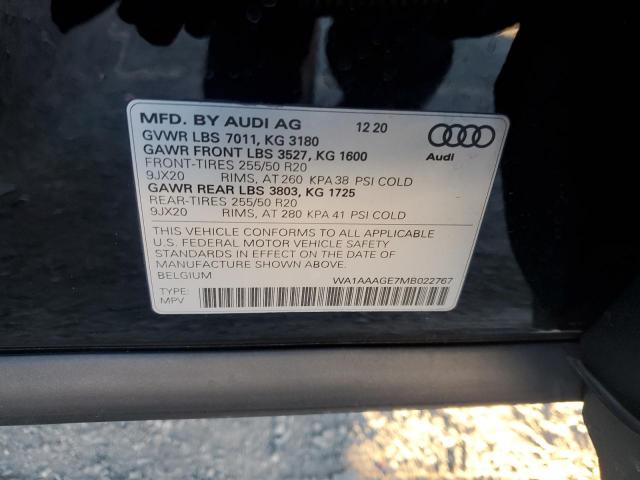 MFD. BY AUDI AG 12 20
GVWR LBS 7011, KG 3180
GAWR FRONT LBS 3527, KG 1600
Audi
FRONT-TIRES 255/50 R20
9JX20 RIMS, AT 260 KPA 38 PSI COLD
GAWR REAR LBS 3803, KG 1725
REAR-TIRES 255/50 R20
9JX20 RIMS, AT 280 KPA 41 PSI COLD
THIS VEHICLE CONFORMS TO ALL APPLICABLE
U.S. FEDERAL MOTOR VEHICLE SAFETY
STANDARDS IN EFFECT ON THE DATE OF
MANUFACTURE SHOWN ABOVE.
BELGIUM WA1AAAGE7MB022767
TYPE:
MPV